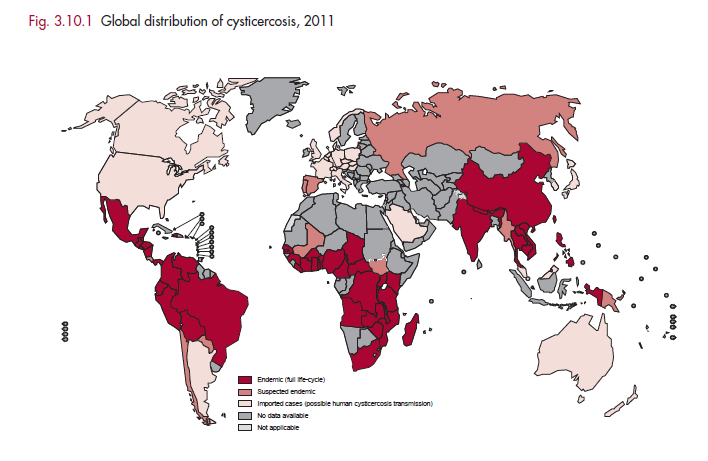 Fig. 3.10.1 Global distribution of cysticercosis, 2011
Endemic (full life-cycle)
Suspected endemic
Imported cases (possible human cysticercosis transmission)
No data available
Not applicable